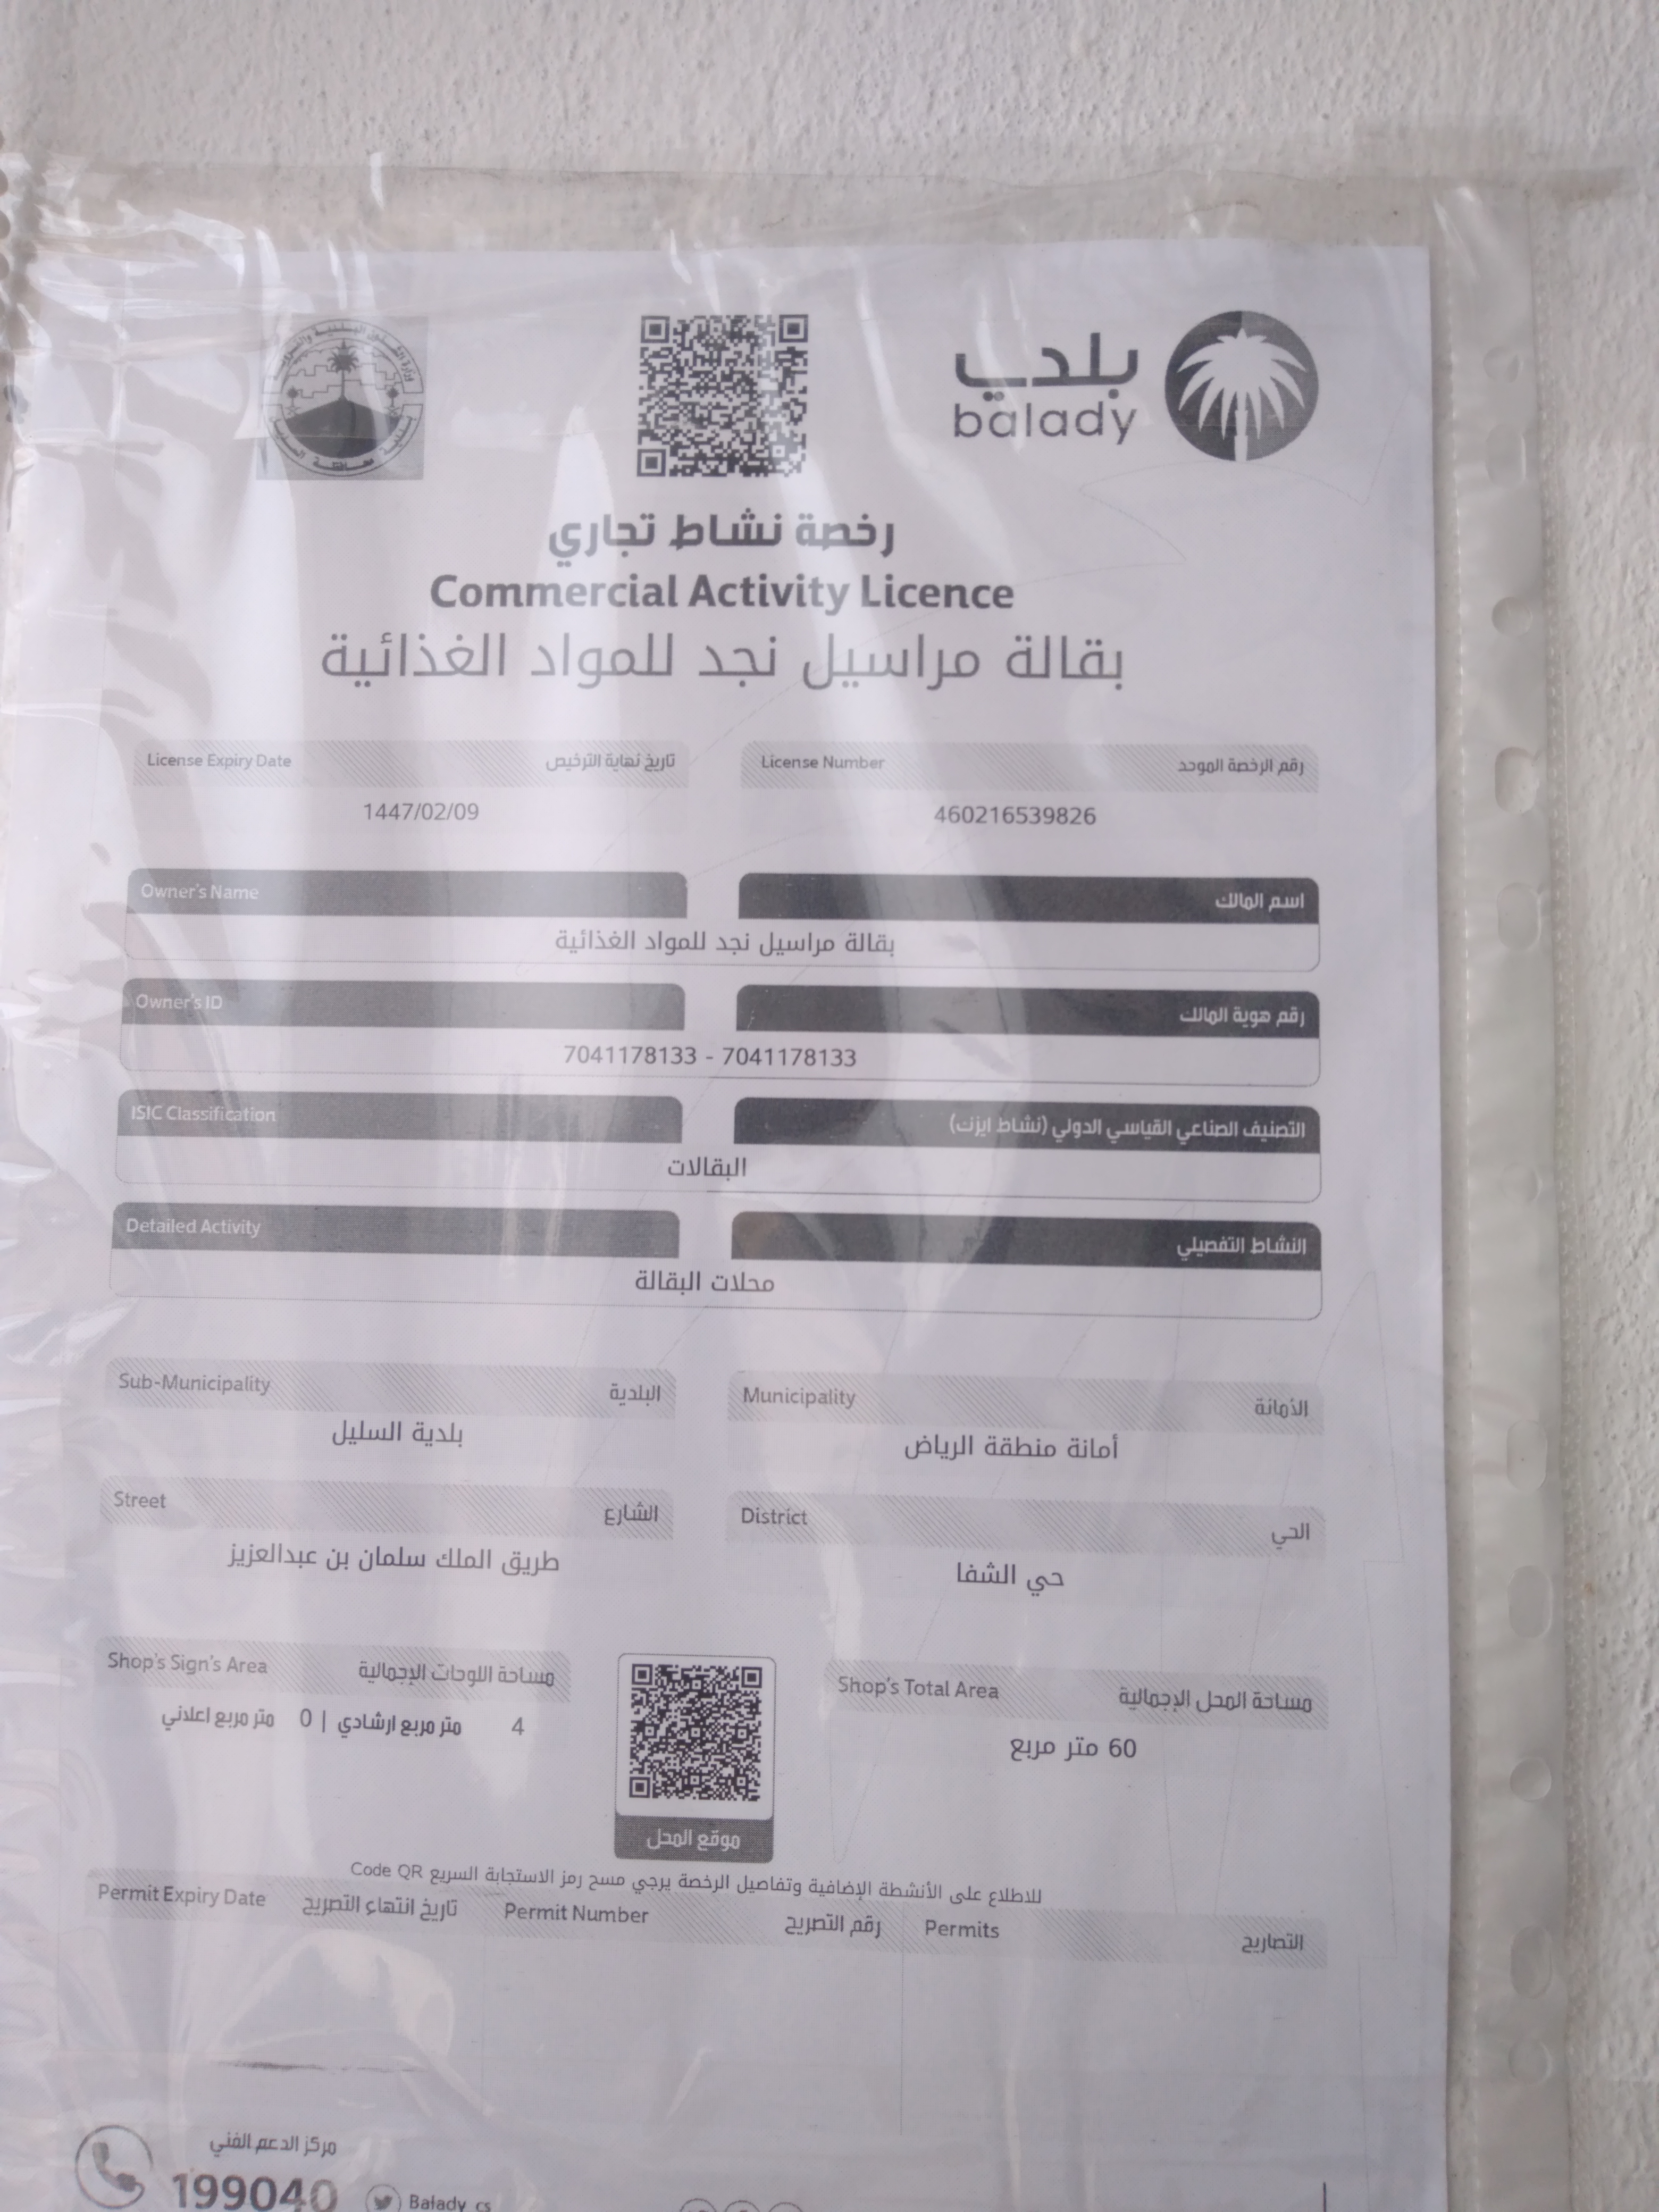 بلدي
balady
رخصة نشاط تجاري
Commercial Activity Licence
بقالة مراسيل نجد للمواد الغذائية
رقم الرخصة الموحد License Number
460216539826
تاريخ نهاية الترخيص License Expiry Date
1447/02/09
اسم المالك Owner's Name
بقالة مراسيل نجد للمواد الغذائية
رقم هوية المالك Owner's ID
7041178133 - 7041178133
التصنيف الصناعي القياسي الدولي (نشاط ايزك) ISIC Classification
البقالات
النشاط التفصيلي Detailed Activity
محلات البقالة
الأمانة Municipality
أمانة منطقة الرياض
البلدية Sub-Municipality
بلدية السليل
الحي District
حي الشفا
الشارع Street
طريق الملك سلمان بن عبدالعزيز
مساحة المحل الإجمالية Shop's Total Area
60 متر مربع
مساحة اللوحات الإجمالية Shop's Sign's Area
4 متر مربع ارشادي | 0 متر مربع اعلاني
موقع المحل
للاطلاع على الأنشطة الإضافية وتفاصيل الرخصة يرجي مسح رمز الاستجابة السريع Code QR
التصاريح Permits رقم التصريح Permit Number تاريخ انتهاء التصريح Permit Expiry Date
مركز الدعم الفني
199040
Balady_cs